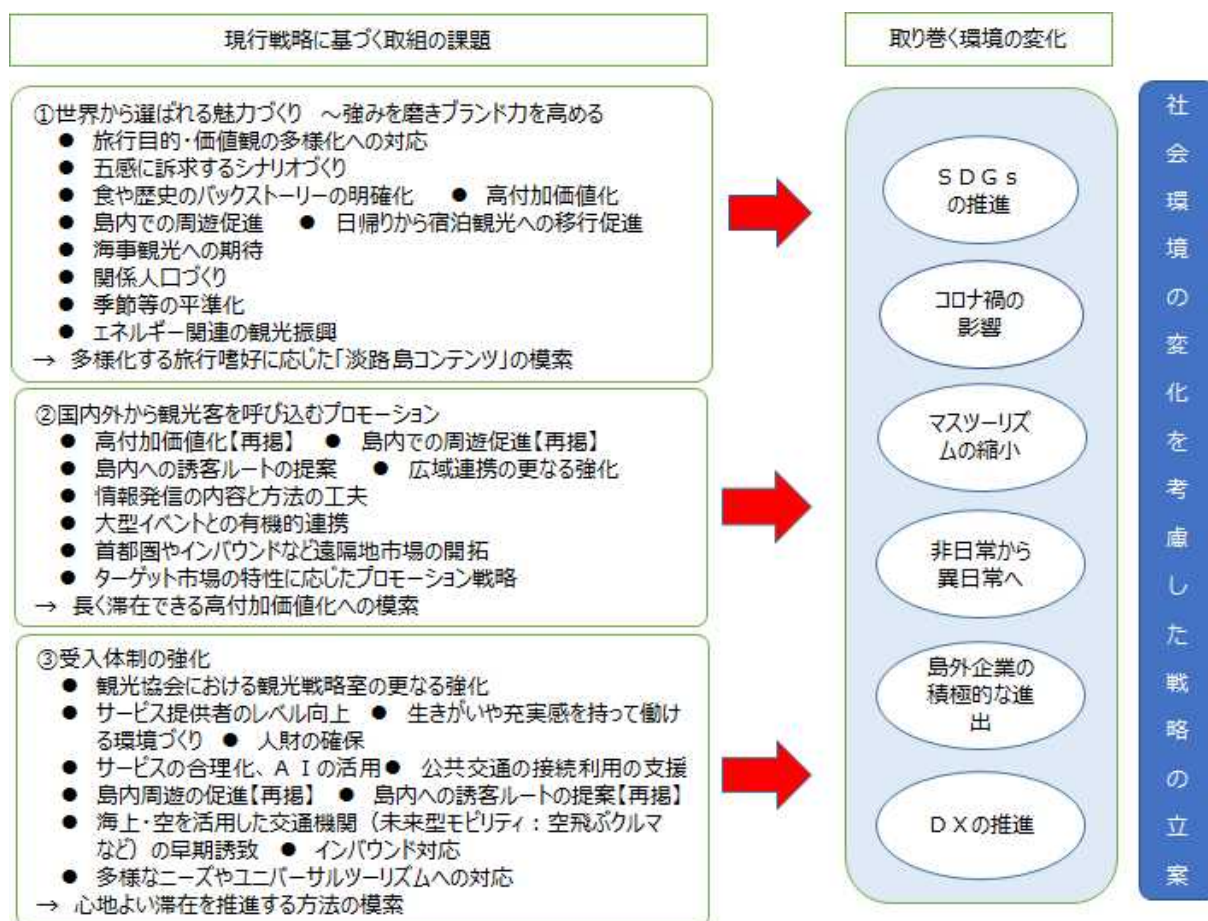 現行戦略に基づく取組の課題
①世界から選ばれる魅力づくり ～強みを磨きブランド力を高める
● 旅行目的・価値観の多様化への対応
● 五感に訴求するシナリオづくり
● 食や歴史のバックストーリーの明確化 ● 高付加価値化
● 島内での周遊促進 ● 日帰りから宿泊観光への移行促進
● 海事観光への期待
● 関係人口づくり
● 季節等の平準化
● エネルギー関連の観光振興
→ 多様化する旅行嗜好に応じた「淡路島コンテンツ」の模索
②国内外から観光客を呼び込むプロモーション
● 高付加価値化【再掲】 ● 島内での周遊促進【再掲】
● 島内への誘客ルートの提案 ● 広域連携の更なる強化
● 情報発信の内容と方法の工夫
● 大型イベントとの有機的連携
● 首都圏やインバウンドなど遠隔地市場の開拓
● ターゲット市場の特性に応じたプロモーション戦略
→ 長く滞在できる高付加価値化への模索
③受入体制の強化
● 観光協会における観光戦略室の更なる強化
● サービス提供者のレベル向上 ● 生きがいや充実感を持って働け
る環境づくり ● 人財の確保
● サービスの合理化、ＡＩの活用● 公共交通の接続利用の支援
● 島内周遊の促進【再掲】 ● 島内への誘客ルートの提案【再掲】
● 海上・空を活用した交通機関（未来型モビリティ：空飛ぶクルマ
など）の早期誘致 ● インバウンド対応
● 多様なニーズやユニバーサルツーリズムへの対応
→ 心地よい滞在を推進する方法の模索
取り巻く環境の変化
ＳＤＧｓ
の推進
コロナ禍の
影響
マスツーリズ
ムの縮小
非日常から
異日常へ
島外企業の
積極的な進
出
ＤＸの推進
社会環境の変化を考慮した戦略の立案